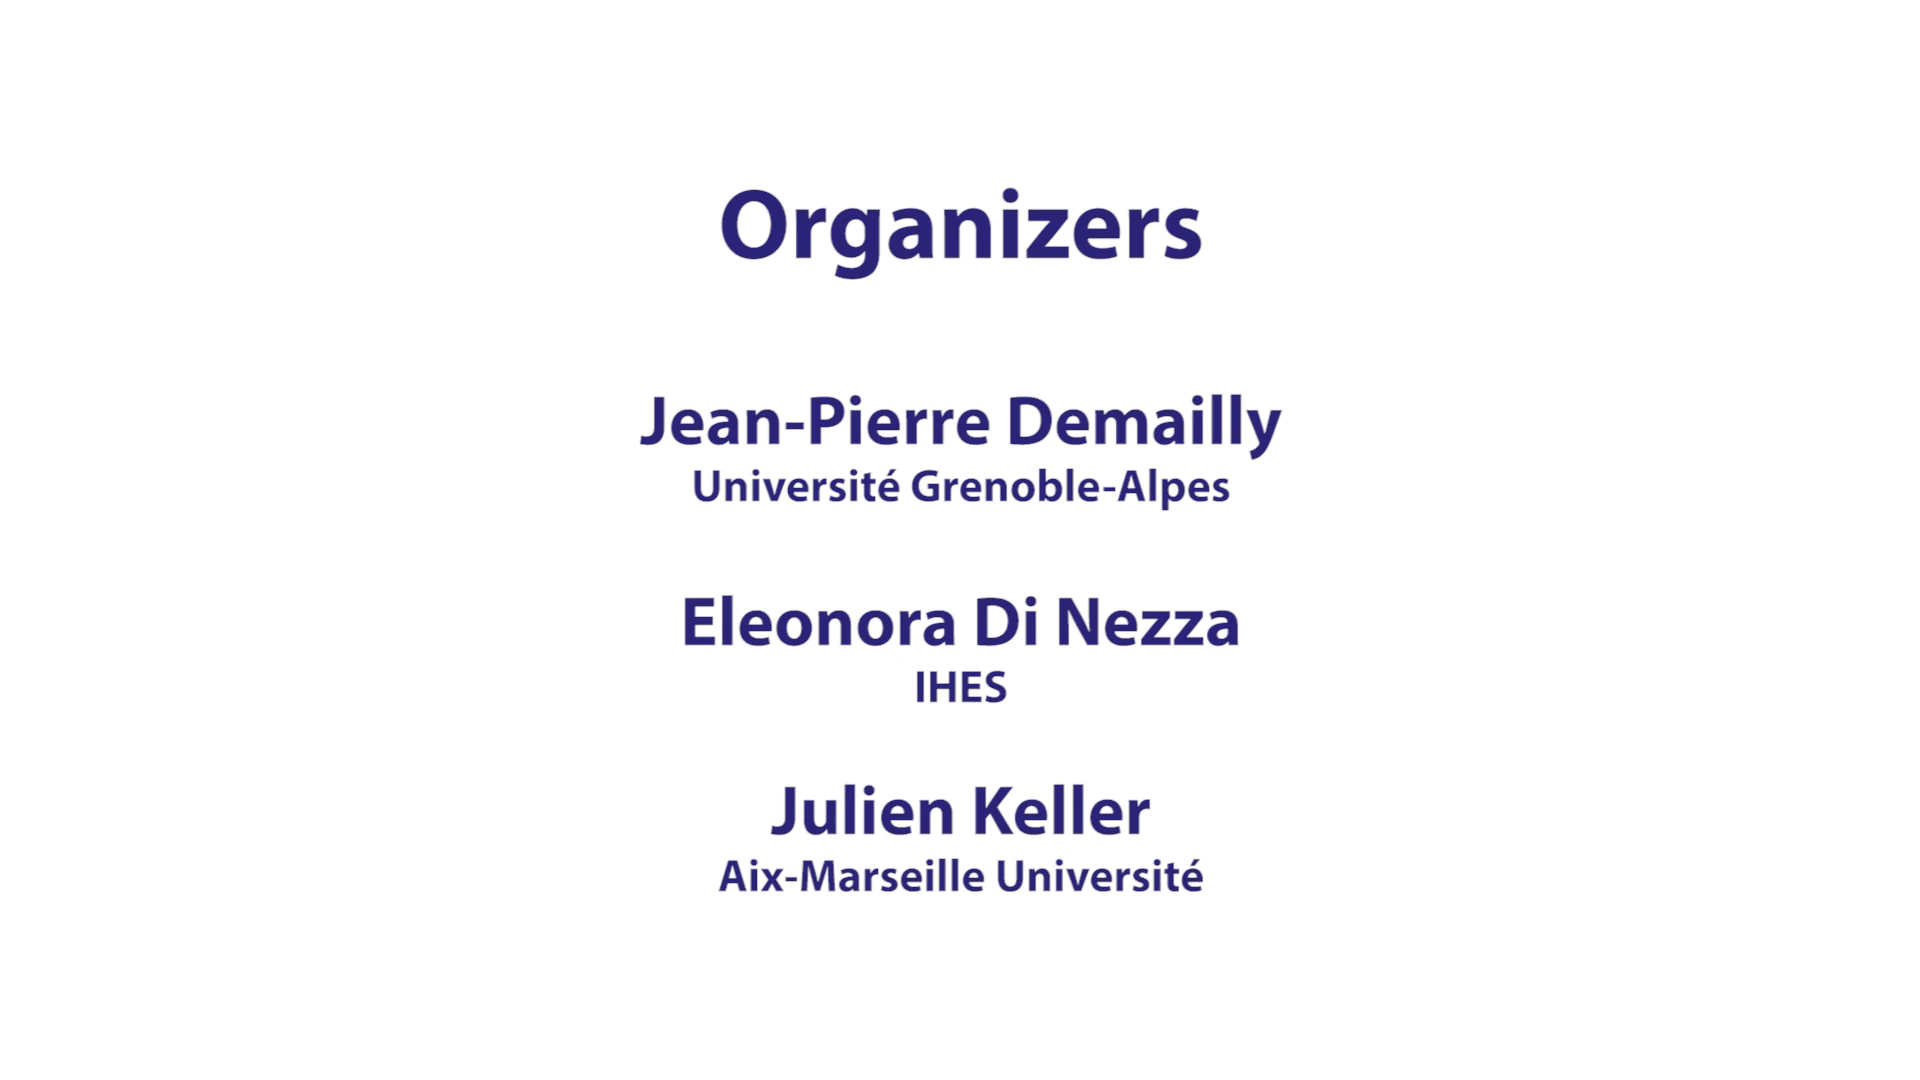 Organizers
Jean-Pierre Demailly
Université Grenoble-Alpes
Eleonora Di Nezza
IHES
Julien Keller
Aix-Marseille Université